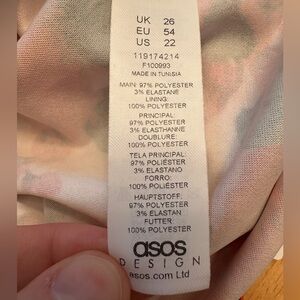 UK 26
EU 54
US 22
119174214
F100993
MADE IN TUNISIA
MAIN: 97% POLYESTER
3% ELASTANE
LINING:
100% POLYESTER
PRINCIPAL:
97% POLYESTER
3% ELASTHANNE
DOUBLURE:
100% POLYESTER
TELA PRINCIPAL:
97% POLIÉSTER
3% ELASTANO
FORRO:
100% POLIÉSTER
HAUPTSTOFF:
97% POLYESTER
3% ELASTAN
FUTTER:
100% POLYESTER
asos
DESIGN
asos.com Ltd